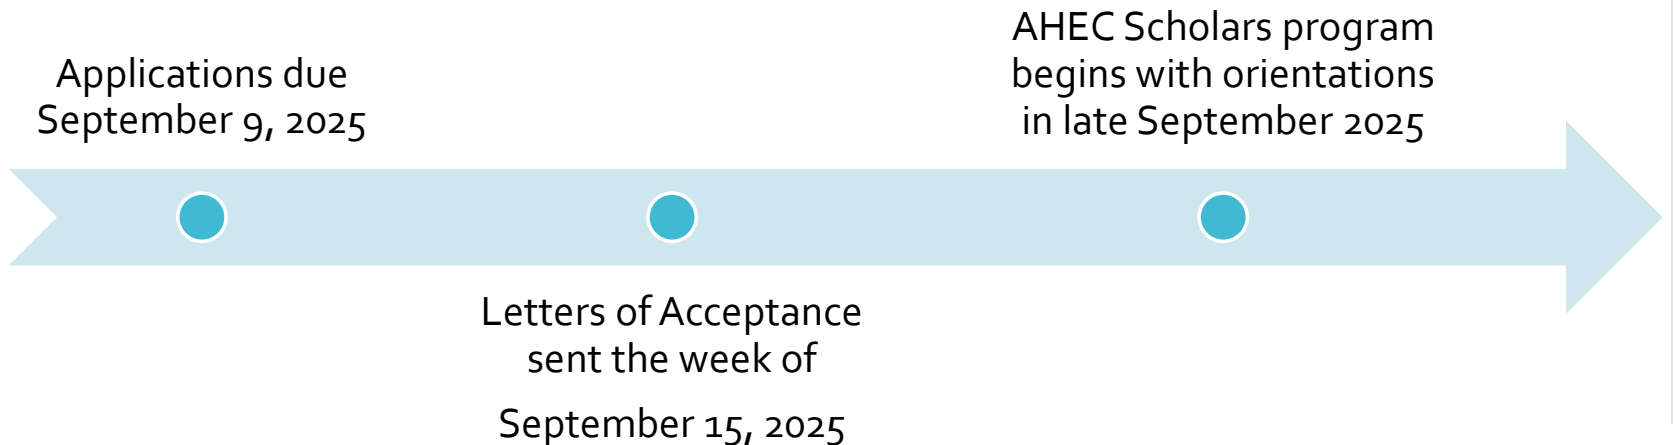 Applications due
September 9, 2025
Letters of Acceptance
sent the week of
September 15, 2025
AHEC Scholars program
begins with orientations
in late September 2025